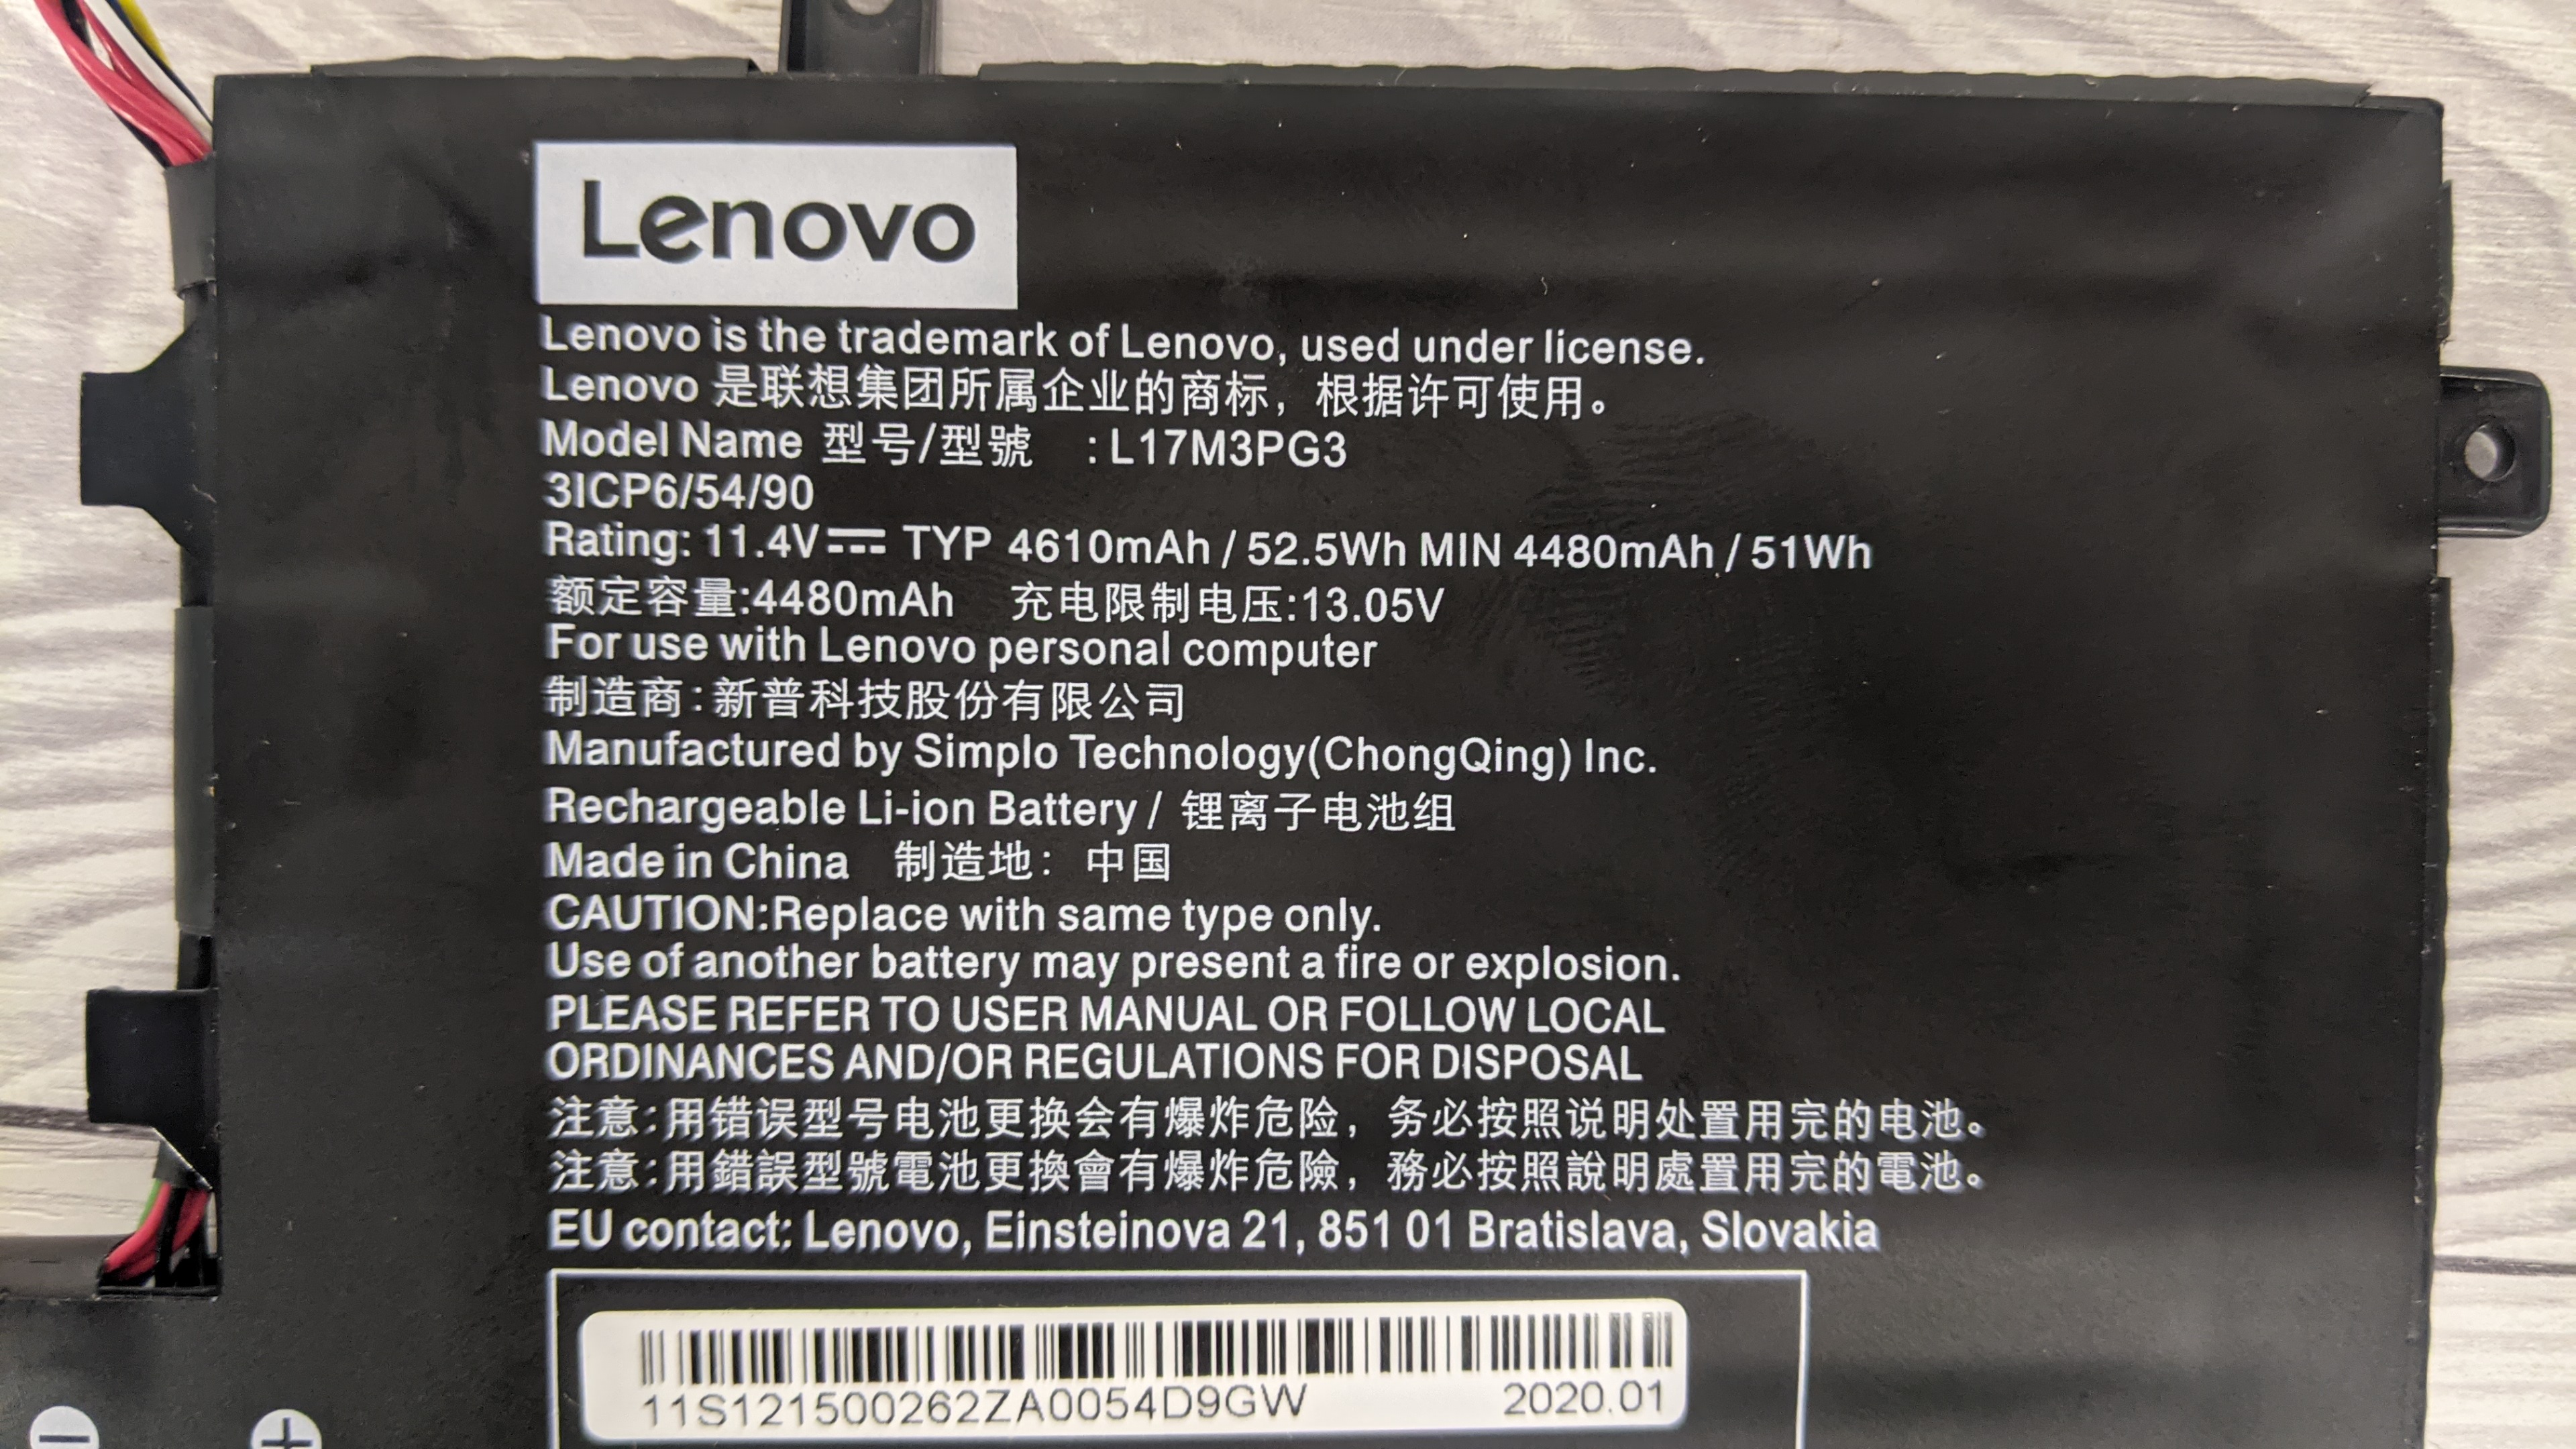 Lenovo
Lenovo is the trademark of Lenovo, used under license.
Lenovo 是联想集团所属企业的商标，根据许可使用。
Model Name 型号/型號 : L17M3PG3
3ICP6/54/90
Rating: 11.4V⎓ TYP 4610mAh / 52.5Wh MIN 4480mAh / 51Wh
额定容量:4480mAh 充电限制电压:13.05V
For use with Lenovo personal computer
制造商:新普科技股份有限公司
Manufactured by Simplo Technology(ChongQing) Inc.
Rechargeable Li-ion Battery / 锂离子电池组
Made in China 制造地：中国
CAUTION:Replace with same type only.
Use of another battery may present a fire or explosion.
PLEASE REFER TO USER MANUAL OR FOLLOW LOCAL
ORDINANCES AND/OR REGULATIONS FOR DISPOSAL
注意:用错误型号电池更换会有爆炸危险，务必按照说明处置用完的电池。
注意:用錯誤型號電池更換會有爆炸危險，務必按照說明處置用完的電池。
EU contact: Lenovo, Einsteinova 21, 851 01 Bratislava, Slovakia
11S121500262ZA0054D9GW 2020.01
− +